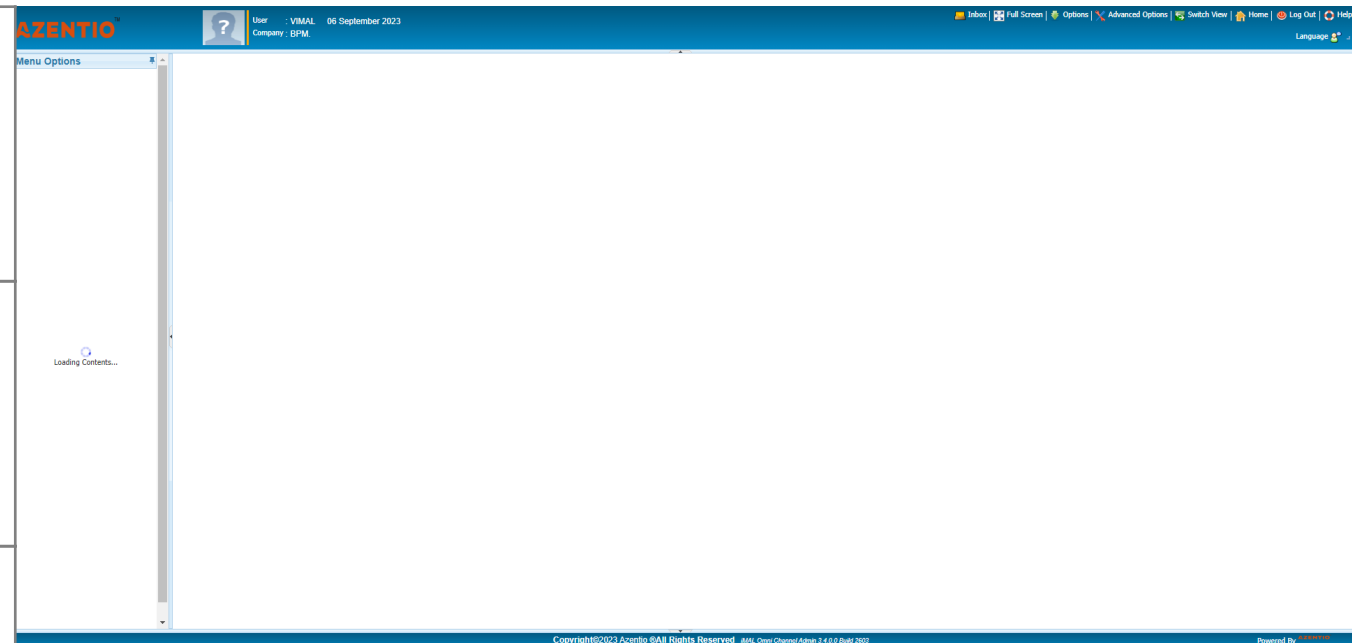 AZENTIO
User : VIMAL 06 September 2023
Company : BPM.
Inbox | Full Screen | Options | Advanced Options | Switch View | Home | Log Out | Help
Language
Menu Options
Loading Contents...
Copyright©2023 Azentio ®All Rights Reserved iMAL Omni Channel Admin 3.4.0.0 Build 2603
Powered By AZENTIO